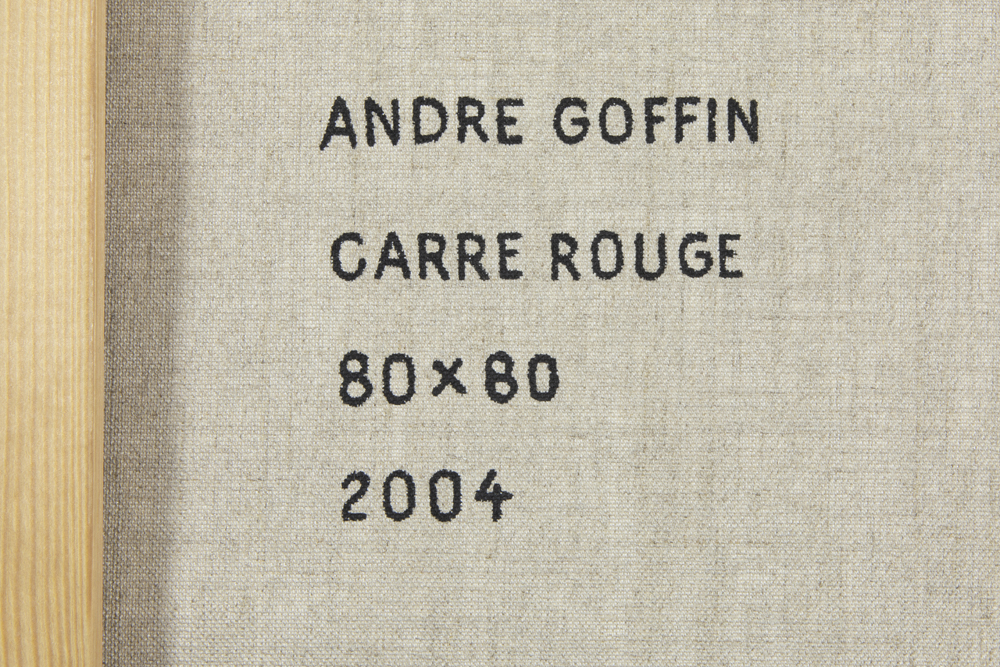 ANDRE GOFFIN
CARRE ROUGE
80×80
2004